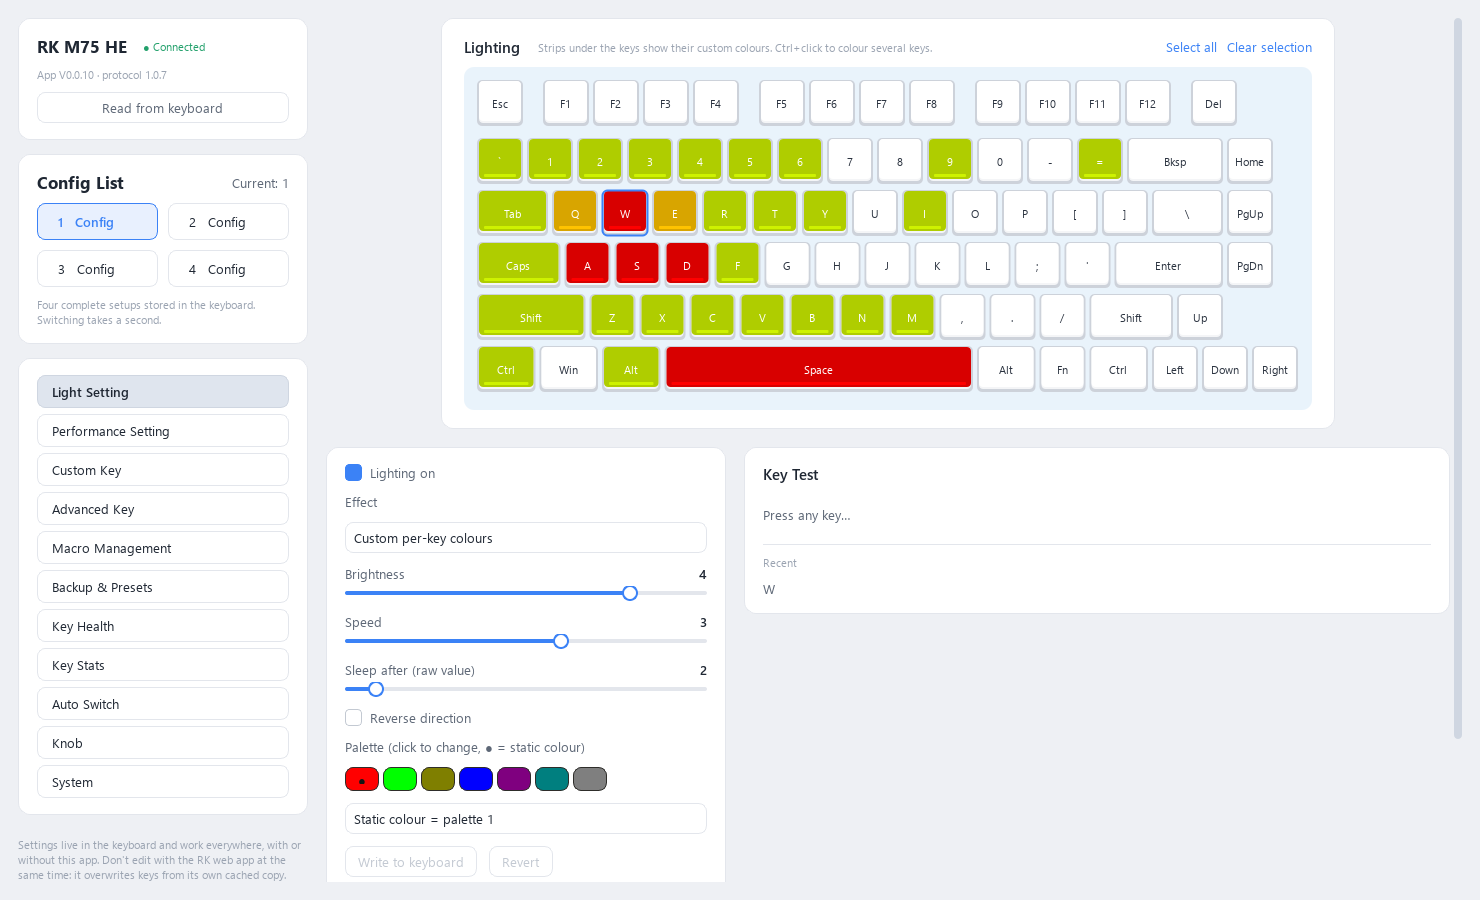 RK M75 HE
● Connected
App V0.0.10 · protocol 1.0.7
Read from keyboard
Config List
Current: 1
1 Config
2 Config
3 Config
4 Config
Four complete setups stored in the keyboard.
Switching takes a second.
Light Setting
Performance Setting
Custom Key
Advanced Key
Macro Management
Backup & Presets
Key Health
Key Stats
Auto Switch
Knob
System
Settings live in the keyboard and work everywhere, with or
without this app. Don't edit with the RK web app at the
same time: it overwrites keys from its own cached copy.
Lighting
Strips under the keys show their custom colours. Ctrl+click to colour several keys.
Select all
Clear selection
Esc F1 F2 F3 F4 F5 F6 F7 F8 F9 F10 F11 F12 Del
` 1 2 3 4 5 6 7 8 9 0 - = Bksp Home
Tab Q W E R T Y U I O P [ ] \ PgUp
Caps A S D F G H J K L ; ' Enter PgDn
Shift Z X C V B N M , . / Shift Up
Ctrl Win Alt Space Alt Fn Ctrl Left Down Right
Lighting on
Effect
Custom per-key colours
Brightness 4
Speed 3
Sleep after (raw value) 2
Reverse direction
Palette (click to change, ● = static colour)
Static colour = palette 1
Write to keyboard
Revert
Key Test
Press any key...
Recent
W